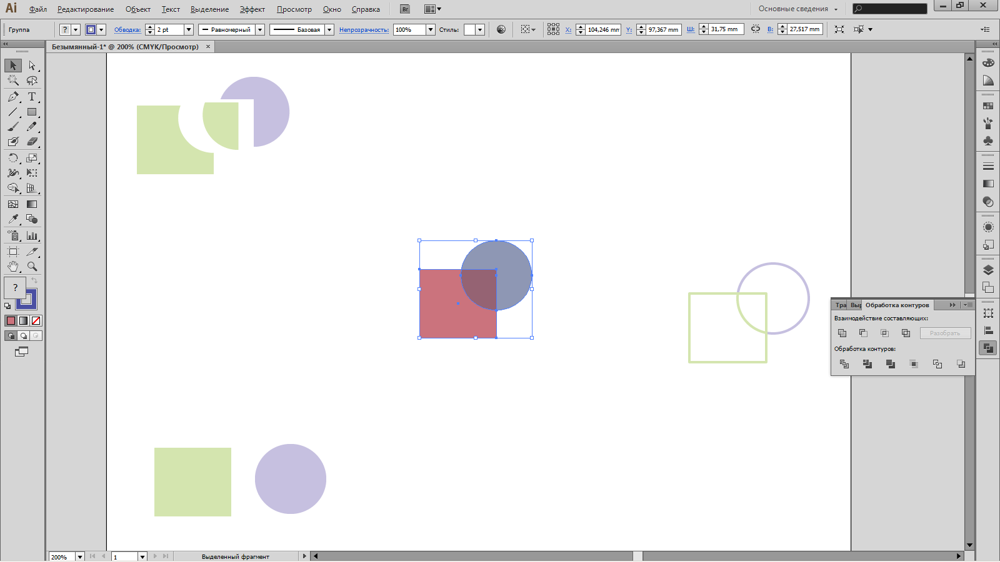 Ai Файл Редактирование Объект Текст Выделение Эффект Просмотр Окно Справка Br Основные сведения
Группа ? Обводка: 2 pt Равномерный Базовая Непрозрачность: 100% Стиль: X: 104,246 mm Y: 97,367 mm Ш: 31,75 mm В: 27,517 mm
Безымянный-1* @ 200% (CMYK/Просмотр) ×
T
?
Тра Выр Обработка контуров
Взаимодействие составляющих:
Разобрать
Обработка контуров:
200% 1 Выделенный фрагмент